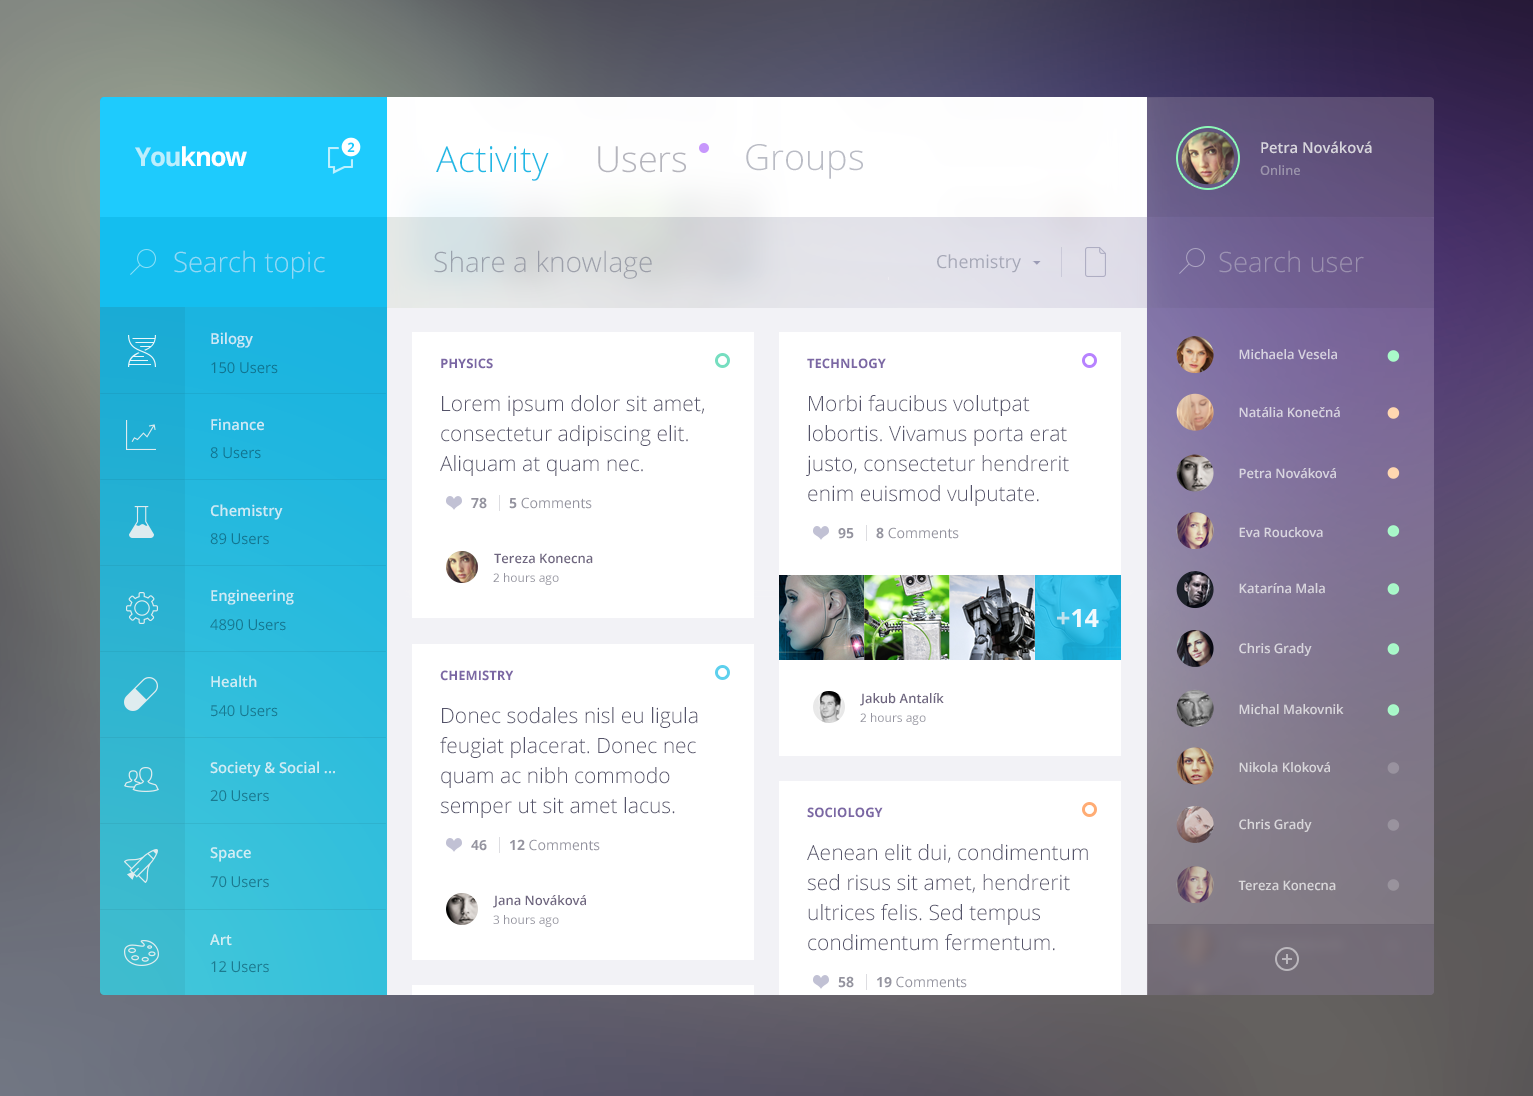 Youknow
2
Search topic
Bilogy
150 Users
Finance
8 Users
Chemistry
89 Users
Engineering
4890 Users
Health
540 Users
Society & Social ...
20 Users
Space
70 Users
Art
12 Users
Activity Users Groups
Share a knowlage
Chemistry
PHYSICS
Lorem ipsum dolor sit amet,
consectetur adipiscing elit.
Aliquam at quam nec.
78 5 Comments
Tereza Konecna
2 hours ago
CHEMISTRY
Donec sodales nisl eu ligula
feugiat placerat. Donec nec
quam ac nibh commodo
semper ut sit amet lacus.
46 12 Comments
Jana Nováková
3 hours ago
TECHNLOGY
Morbi faucibus volutpat
lobortis. Vivamus porta erat
justo, consectetur hendrerit
enim euismod vulputate.
95 8 Comments
+14
Jakub Antalík
2 hours ago
SOCIOLOGY
Aenean elit dui, condimentum
sed risus sit amet, hendrerit
ultrices felis. Sed tempus
condimentum fermentum.
58 19 Comments
Petra Nováková
Online
Search user
Michaela Vesela
Natália Konečná
Petra Nováková
Eva Rouckova
Katarína Mala
Chris Grady
Michal Makovnik
Nikola Kloková
Chris Grady
Tereza Konecna